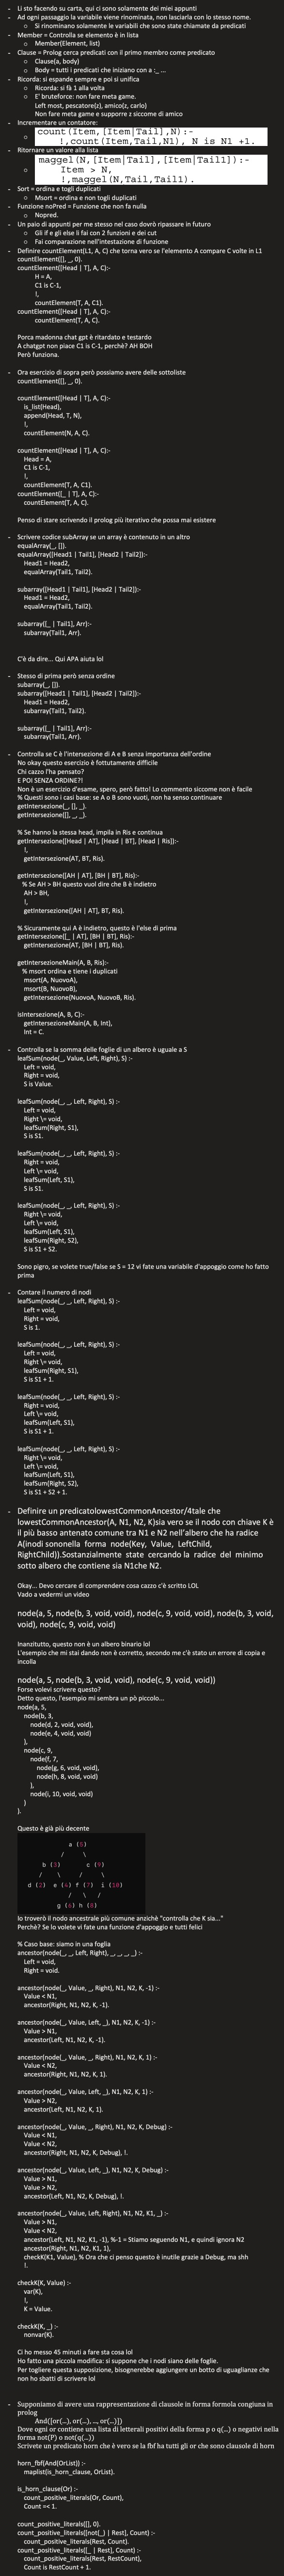 - Li sto facendo su carta, qui ci sono solamente dei miei appunti
- Ad ogni passaggio la variabile viene rinominata, non lasciarla con lo stesso nome.
o Si rinominano solamente le varibili che sono state chiamate da predicati
- Member = Controlla se elemento è in lista
o Member(Element, list)
- Clause = Prolog cerca predicati con il primo membro come predicato
o Clause(a, body)
o Body = tutti i predicati che iniziano con a :_ ...
- Ricorda: si espande sempre e poi si unifica
o Ricorda: si fà 1 alla volta
o E' bruteforce: non fare meta game.
Left most, pescatore(z), amico(z, carlo)
Non fare meta game e supporre z siccome di amico
- Incrementare un contatore:
o count(Item,[Item|Tail],N):-
!,count(Item,Tail,N1), N is N1 +1.
- Ritornare un valore alla lista
o maggel(N,[Item|Tail],[Item|Tail1]):-
Item > N,
!,maggel(N,Tail,Tail1).
- Sort = ordina e togli duplicati
o Msort = ordina e non togli duplicati
- Funzione noPred = Funzione che non fa nulla
o Nopred.
- Un paio di appunti per me stesso nel caso dovrò ripassare in futuro
o Gli if e gli else li fai con 2 funzioni e dei cut
o Fai comparazione nell'intestazione di funzione
- Definire countElement(L1, A, C) che torna vero se l'elemento A compare C volte in L1
countElement([], _, 0).
countElement([Head | T], A, C):-
H = A,
C1 is C-1,
!,
countElement(T, A, C1).
countElement([Head | T], A, C):-
countElement(T, A, C).
Porca madonna chat gpt è ritardato e testardo
A chatgpt non piace C1 is C-1, perchè? AH BOH
Però funziona.
- Ora esercizio di sopra però possiamo avere delle sottoliste
countElement([], _, 0).
countElement([Head | T], A, C):-
is_list(Head),
append(Head, T, N),
!,
countElement(N, A, C).
countElement([Head | T], A, C):-
Head = A,
C1 is C-1,
!,
countElement(T, A, C1).
countElement([_ | T], A, C):-
countElement(T, A, C).
Penso di stare scrivendo il prolog più iterativo che possa mai esistere
- Scrivere codice subArray se un array è contenuto in un altro
equalArray(_, []).
equalArray([Head1 | Tail1], [Head2 | Tail2]):-
Head1 = Head2,
equalArray(Tail1, Tail2).
subarray([Head1 | Tail1], [Head2 | Tail2]):-
Head1 = Head2,
equalArray(Tail1, Tail2).
subarray([_ | Tail1], Arr):-
subarray(Tail1, Arr).
C'è da dire... Qui APA aiuta lol
- Stesso di prima però senza ordine
subarray(_, []).
subarray([Head1 | Tail1], [Head2 | Tail2]):-
Head1 = Head2,
subarray(Tail1, Tail2).
subarray([_ | Tail1], Arr):-
subarray(Tail1, Arr).
- Controlla se C è l'intersezione di A e B senza importanza dell'ordine
No okay questo esercizio è fottutamente difficile
Chi cazzo l'ha pensato?
E POI SENZA ORDINE?!
Non è un esercizio d'esame, spero, però fatto! Lo commento siccome non è facile
% Questi sono i casi base: se A o B sono vuoti, non ha senso continuare
getIntersezione(_, [], _).
getIntersezione([], _, _).
% Se hanno la stessa head, impila in Ris e continua
getIntersezione([Head | AT], [Head | BT], [Head | Ris]):-
!,
getIntersezione(AT, BT, Ris).
getIntersezione([AH | AT], [BH | BT], Ris):-
% Se AH > BH questo vuol dire che B è indietro
AH > BH,
!,
getIntersezione([AH | AT], BT, Ris).
% Sicuramente qui A è indietro, questo è l'else di prima
getIntersezione([_ | AT], [BH | BT], Ris):-
getIntersezione(AT, [BH | BT], Ris).
getIntersezioneMain(A, B, Ris):-
% msort ordina e tiene i duplicati
msort(A, NuovoA),
msort(B, NuovoB),
getIntersezione(NuovoA, NuovoB, Ris).
isIntersezione(A, B, C):-
getIntersezioneMain(A, B, Int),
Int = C.
- Controlla se la somma delle foglie di un albero è uguale a S
leafSum(node(_, Value, Left, Right), S) :-
Left = void,
Right = void,
S is Value.
leafSum(node(_, _, Left, Right), S) :-
Left = void,
Right \= void,
leafSum(Right, S1),
S is S1.
leafSum(node(_, _, Left, Right), S) :-
Right = void,
Left \= void,
leafSum(Left, S1),
S is S1.
leafSum(node(_, _, Left, Right), S) :-
Right \= void,
Left \= void,
leafSum(Left, S1),
leafSum(Right, S2),
S is S1 + S2.
Sono pigro, se volete true/false se S = 12 vi fate una variabile d'appoggio come ho fatto
prima
- Contare il numero di nodi
leafSum(node(_, _, Left, Right), S) :-
Left = void,
Right = void,
S is 1.
leafSum(node(_, _, Left, Right), S) :-
Left = void,
Right \= void,
leafSum(Right, S1),
S is S1 + 1.
leafSum(node(_, _, Left, Right), S) :-
Right = void,
Left \= void,
leafSum(Left, S1),
S is S1 + 1.
leafSum(node(_, _, Left, Right), S) :-
Right \= void,
Left \= void,
leafSum(Left, S1),
leafSum(Right, S2),
S is S1 + S2 + 1.
- Definire un predicatolowestCommonAncestor/4tale che
lowestCommonAncestor(A, N1, N2, K)sia vero se il nodo con chiave K è
il più basso antenato comune tra N1 e N2 nell'albero che ha radice
A(inodi sononella forma node(Key, Value, LeftChild,
RightChild)).Sostanzialmente state cercando la radice del minimo
sotto albero che contiene sia N1che N2.
Okay... Devo cercare di comprendere cosa cazzo c'è scritto LOL
Vado a vedermi un video
node(a, 5, node(b, 3, void, void), node(c, 9, void, void), node(b, 3, void,
void), node(c, 9, void, void)
Inanzitutto, questo non è un albero binario lol
L'esempio che mi stai dando non è corretto, secondo me c'è stato un errore di copia e
incolla
node(a, 5, node(b, 3, void, void), node(c, 9, void, void))
Forse volevi scrivere questo?
Detto questo, l'esempio mi sembra un pò piccolo...
node(a, 5,
node(b, 3,
node(d, 2, void, void),
node(e, 4, void, void)
),
node(c, 9,
node(f, 7,
node(g, 6, void, void),
node(h, 8, void, void)
),
node(i, 10, void, void)
)
).
Questo è già più decente
a (5)
/ \
b (3) c (9)
/ \ / \
d (2) e (4) f (7) i (10)
/ \ /
g (6) h (8)
Io troverò il nodo ancestrale più comune anzichè "controlla che K sia..."
Perchè? Se lo volete vi fate una funzione d'appoggio e tutti felici
% Caso base: siamo in una foglia
ancestor(node(_, _, Left, Right), _, _, _, _) :-
Left = void,
Right = void.
ancestor(node(_, Value, _, Right), N1, N2, K, -1) :-
Value < N1,
ancestor(Right, N1, N2, K, -1).
ancestor(node(_, Value, Left, _), N1, N2, K, -1) :-
Value > N1,
ancestor(Left, N1, N2, K, -1).
ancestor(node(_, Value, _, Right), N1, N2, K, 1) :-
Value < N2,
ancestor(Right, N1, N2, K, 1).
ancestor(node(_, Value, Left, _), N1, N2, K, 1) :-
Value > N2,
ancestor(Left, N1, N2, K, 1).
ancestor(node(_, Value, _, Right), N1, N2, K, Debug) :-
Value < N1,
Value < N2,
ancestor(Right, N1, N2, K, Debug), !.
ancestor(node(_, Value, Left, _), N1, N2, K, Debug) :-
Value > N1,
Value > N2,
ancestor(Left, N1, N2, K, Debug), !.
ancestor(node(_, Value, Left, Right), N1, N2, K1, _) :-
Value > N1,
Value < N2,
ancestor(Left, N1, N2, K1, -1), %-1 = Stiamo seguendo N1, e quindi ignora N2
ancestor(Right, N1, N2, K1, 1),
checkK(K1, Value), % Ora che ci penso questo è inutile grazie a Debug, ma shh
!.
checkK(K, Value) :-
var(K),
!,
K = Value.
checkK(K, _) :-
nonvar(K).
Ci ho messo 45 minuti a fare sta cosa lol
Ho fatto una piccola modifica: si suppone che i nodi siano delle foglie.
Per togliere questa supposizione, bisognerebbe aggiungere un botto di uguaglianze che
non ho sbatti di scrivere lol
- Supponiamo di avere una rappresentazione di clausole in forma formola congiuna in
prolog
And([or(...), or(...), ..., or(...)])
Dove ogni or contiene una lista di letterali positivi della forma p o q(...) o negativi nella
forma not(P) o not(q(...))
Scrivete un predicato horn che è vero se la fbf ha tutti gli or che sono clausole di horn
horn_fbf(And(OrList)) :-
maplist(is_horn_clause, OrList).
is_horn_clause(Or) :-
count_positive_literals(Or, Count),
Count =< 1.
count_positive_literals([], 0).
count_positive_literals([not(_) | Rest], Count) :-
count_positive_literals(Rest, Count).
count_positive_literals([_ | Rest], Count) :-
count_positive_literals(Rest, RestCount),
Count is RestCount + 1.